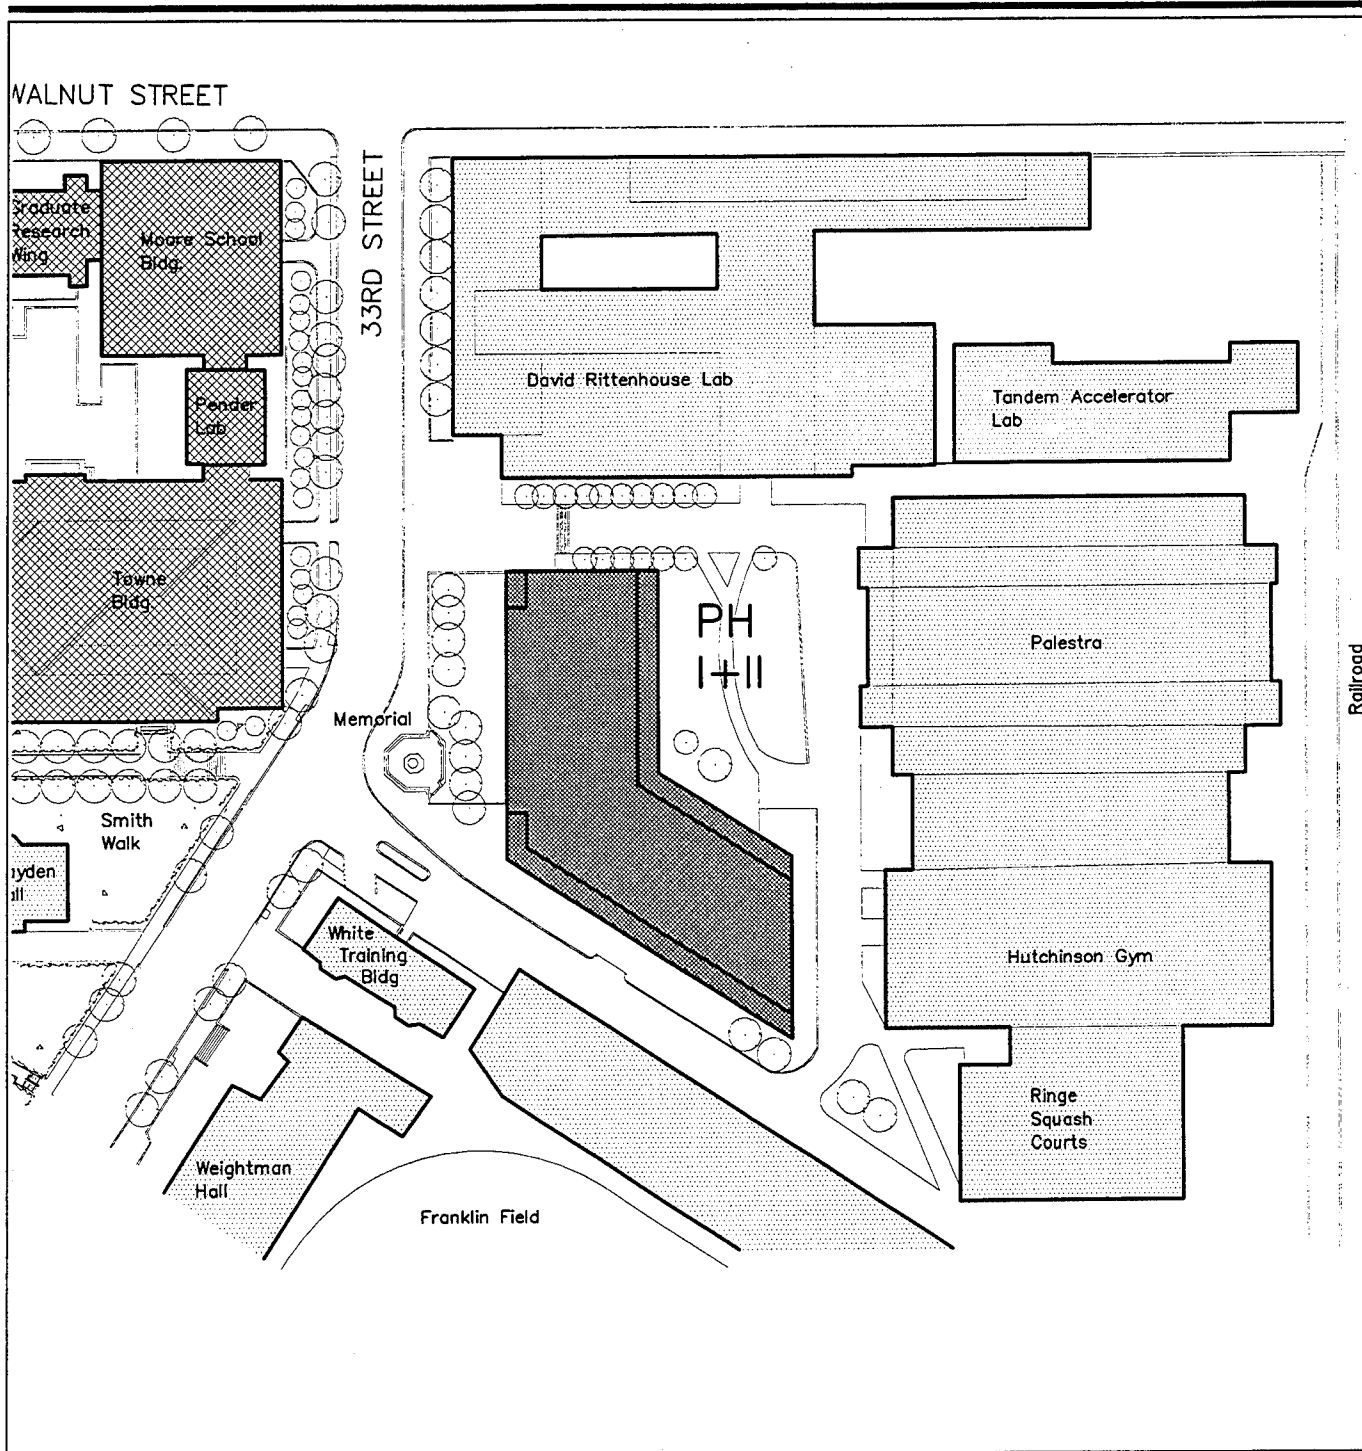 WALNUT STREET
33RD STREET
Graduate
Research
Wing
Moore School
Bldg.
Pender
Lab
David Rittenhouse Lab
Tandem Accelerator
Lab
Towne
Bldg.
PH
I+II
Palestra
Railroad
Memorial
Smith
Walk
ayden
all
White
Training
Bldg
Hutchinson Gym
Ringe
Squash
Courts
Weightman
Hall
Franklin Field